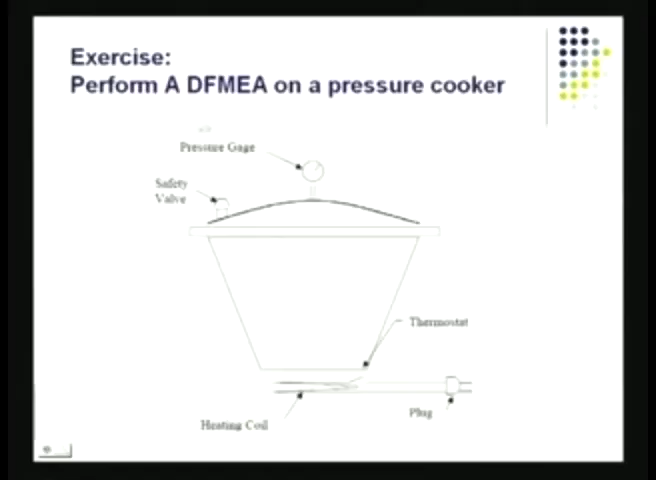 Exercise:
Perform A DFMEA on a pressure cooker
Pressure Gage
Safety
Valve
Thermostat
Plug
Heating Coil